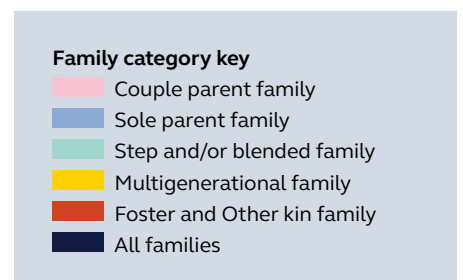 Family category key
Couple parent family
Sole parent family
Step and/or blended family
Multigenerational family
Foster and Other kin family
All families